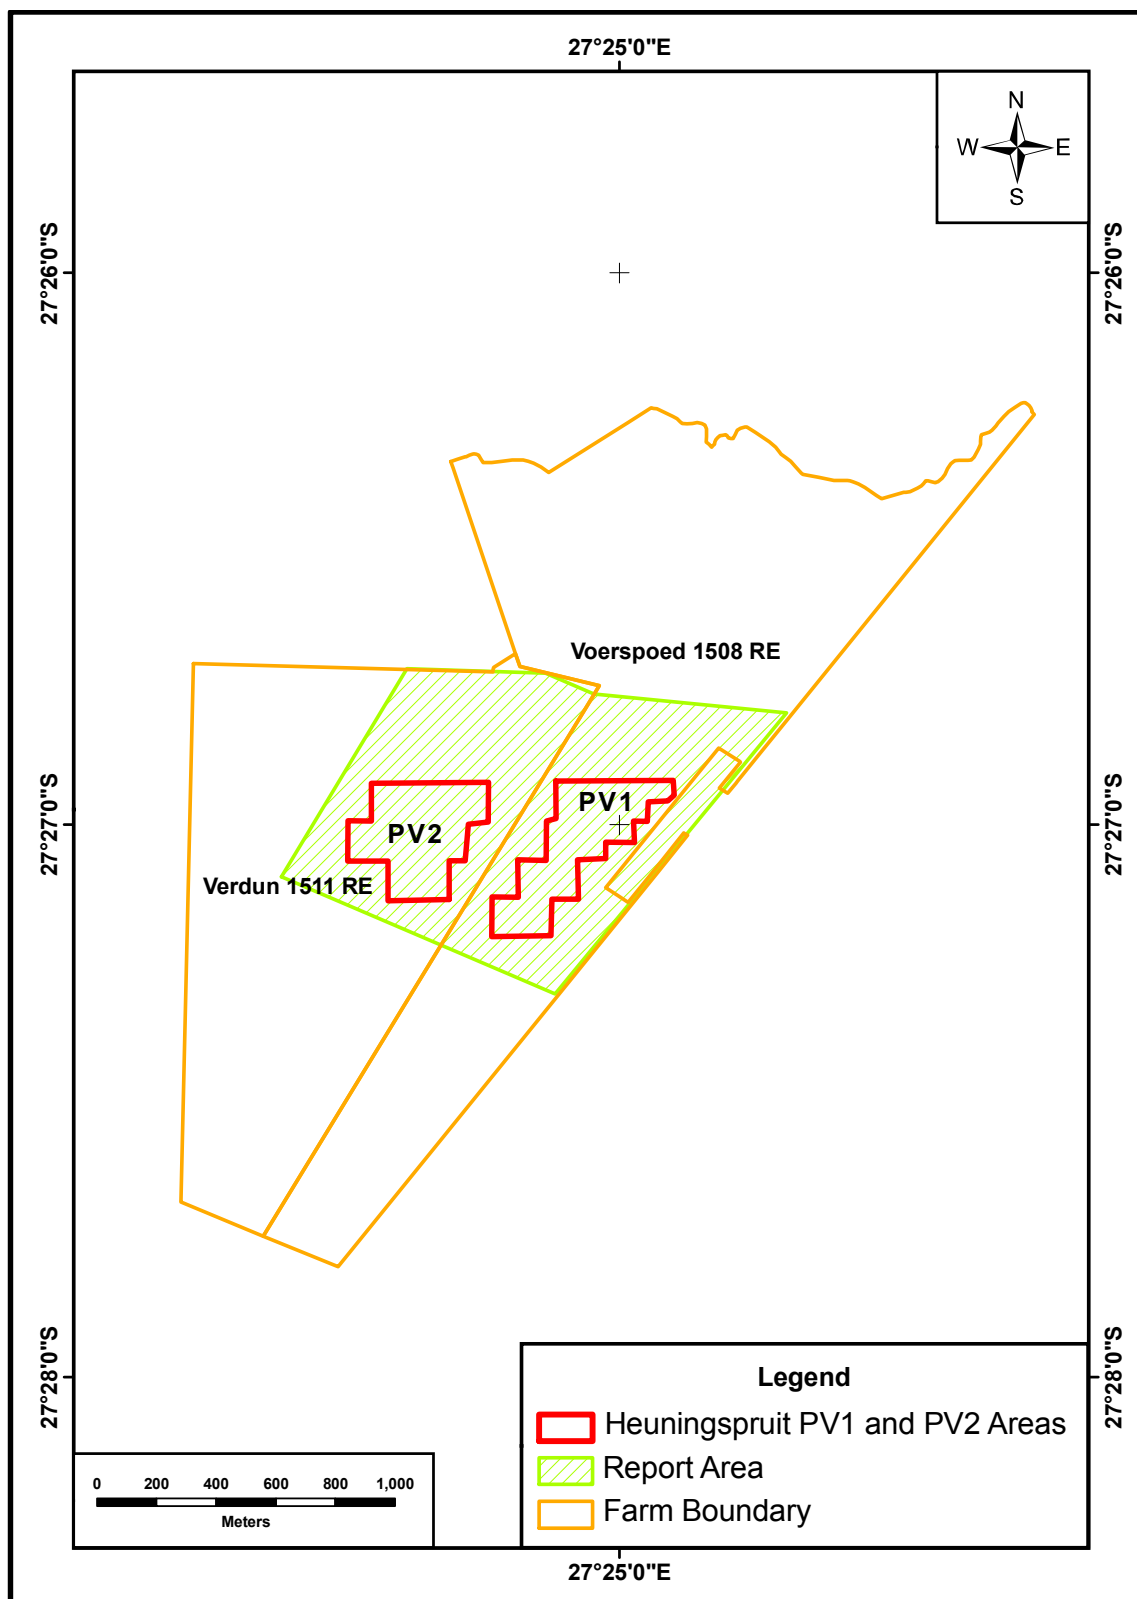 27°25'0"E
N
W E
S
27°26'0"S
27°26'0"S
Voerspoed 1508 RE
PV1
PV2
27°27'0"S
27°27'0"S
Verdun 1511 RE
27°28'0"S
27°28'0"S
Legend
Heuningspruit PV1 and PV2 Areas
Report Area
Farm Boundary
0 200 400 600 800 1,000
Meters
27°25'0"E